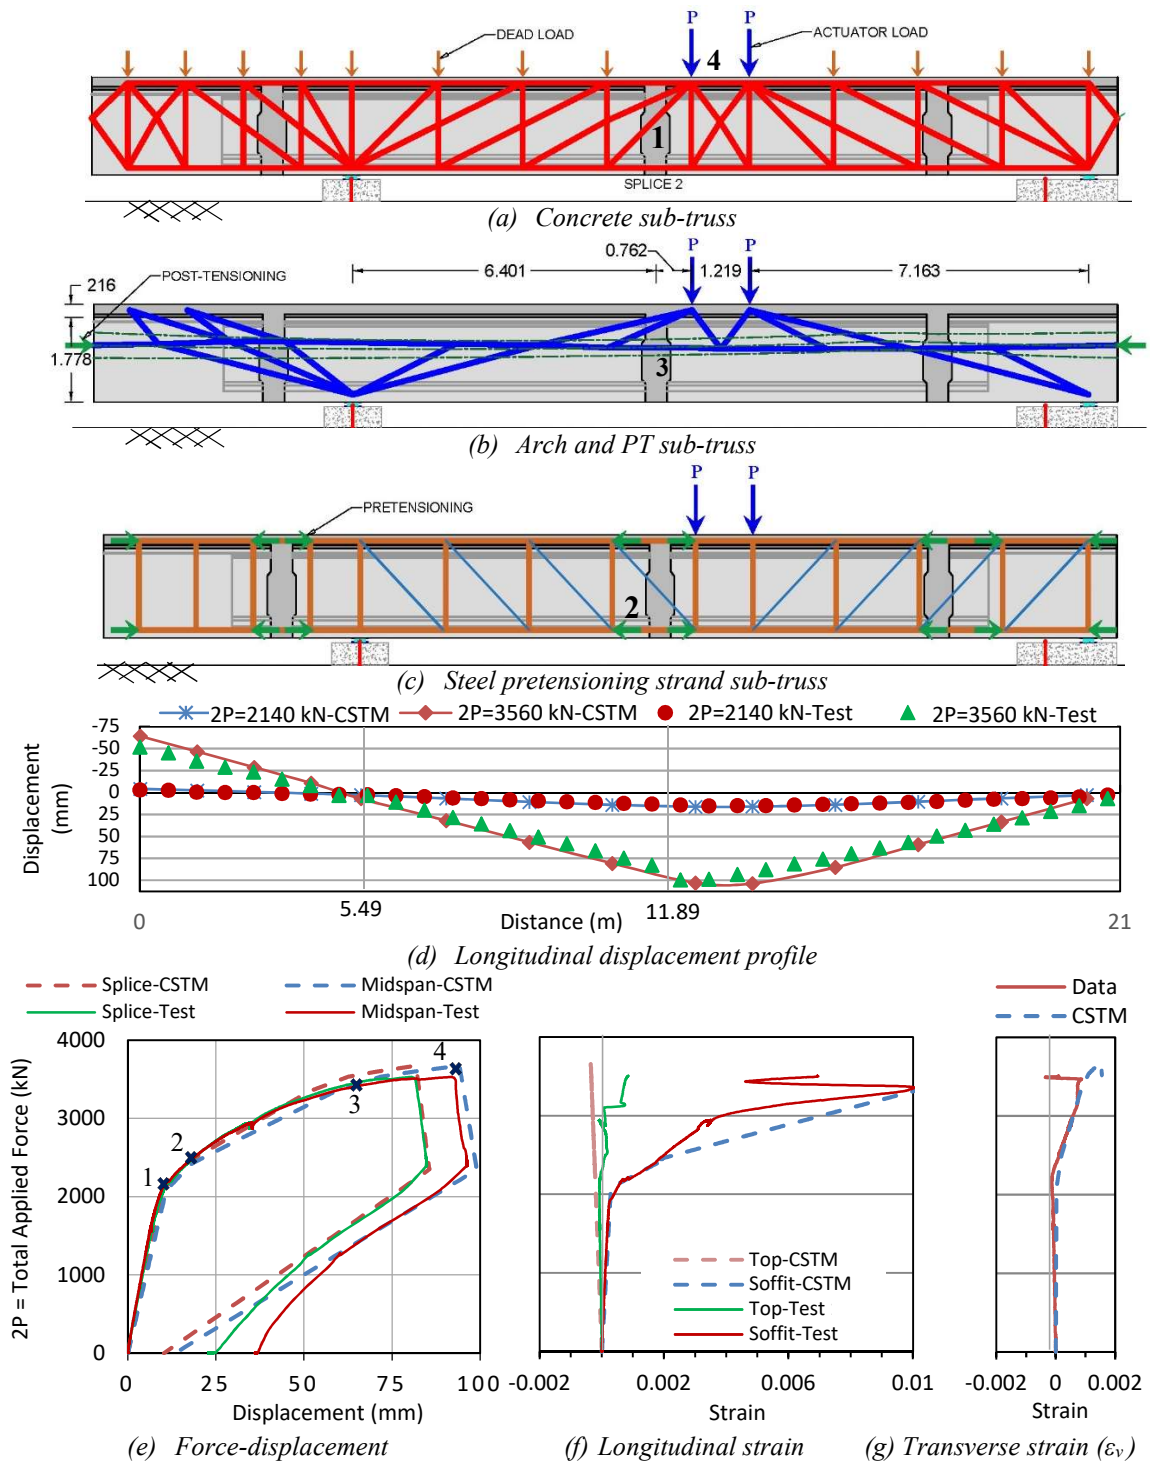 P P
DEAD LOAD ACTUATOR LOAD
4
1
SPLICE 2
(a) Concrete sub-truss
P P
0.762
POST-TENSIONING 6.401 1.219 7.163
216
1.778
3
(b) Arch and PT sub-truss
P P
PRETENSIONING
2
(c) Steel pretensioning strand sub-truss
2P=2140 kN-CSTM 2P=3560 kN-CSTM 2P=2140 kN-Test 2P=3560 kN-Test
Displacement (mm)
-75
-50
-25
0
25
50
75
100
0 5.49 Distance (m) 11.89 21
(d) Longitudinal displacement profile
Splice-CSTM Midspan-CSTM
Splice-Test Midspan-Test
2P = Total Applied Force (kN)
4000
3000
2000
1000
0
1 2 3 4
0 25 50 75 100
Displacement (mm)
(e) Force-displacement
Top-CSTM
Soffit-CSTM
Top-Test
Soffit-Test
-0.002 0.002 0.006 0.01
Strain
(f) Longitudinal strain
Data
CSTM
-0.002 0 0.002
Strain
(g) Transverse strain (εv)